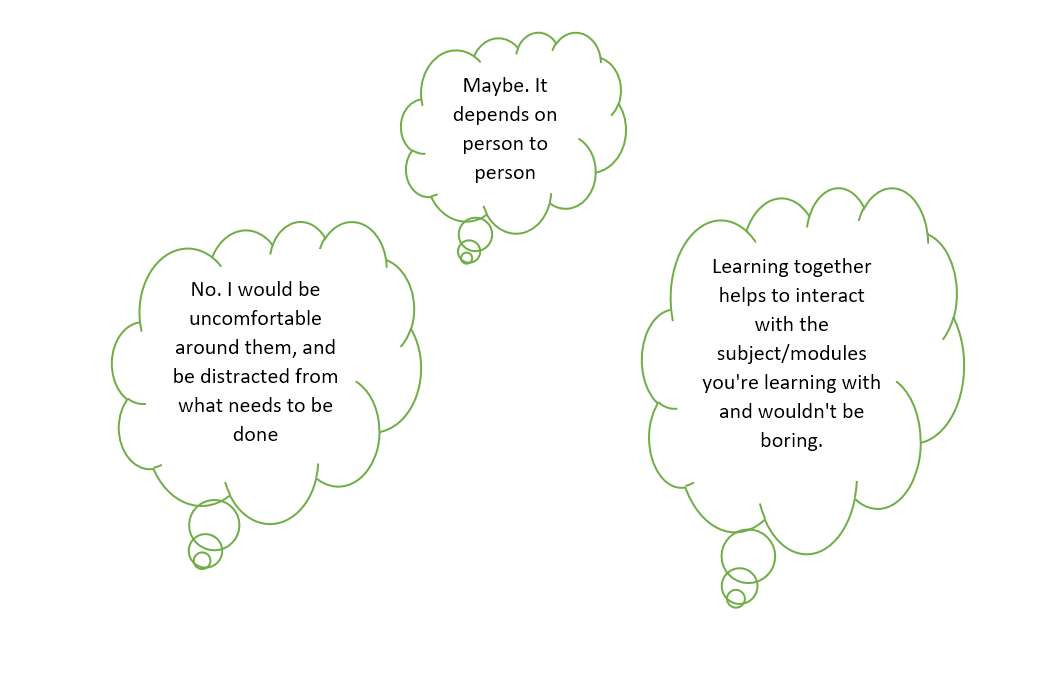 Maybe. It
depends on
person to
person
No. I would be
uncomfortable
around them, and
be distracted from
what needs to be
done
Learning together
helps to interact
with the
subject/modules
you're learning with
and wouldn't be
boring.